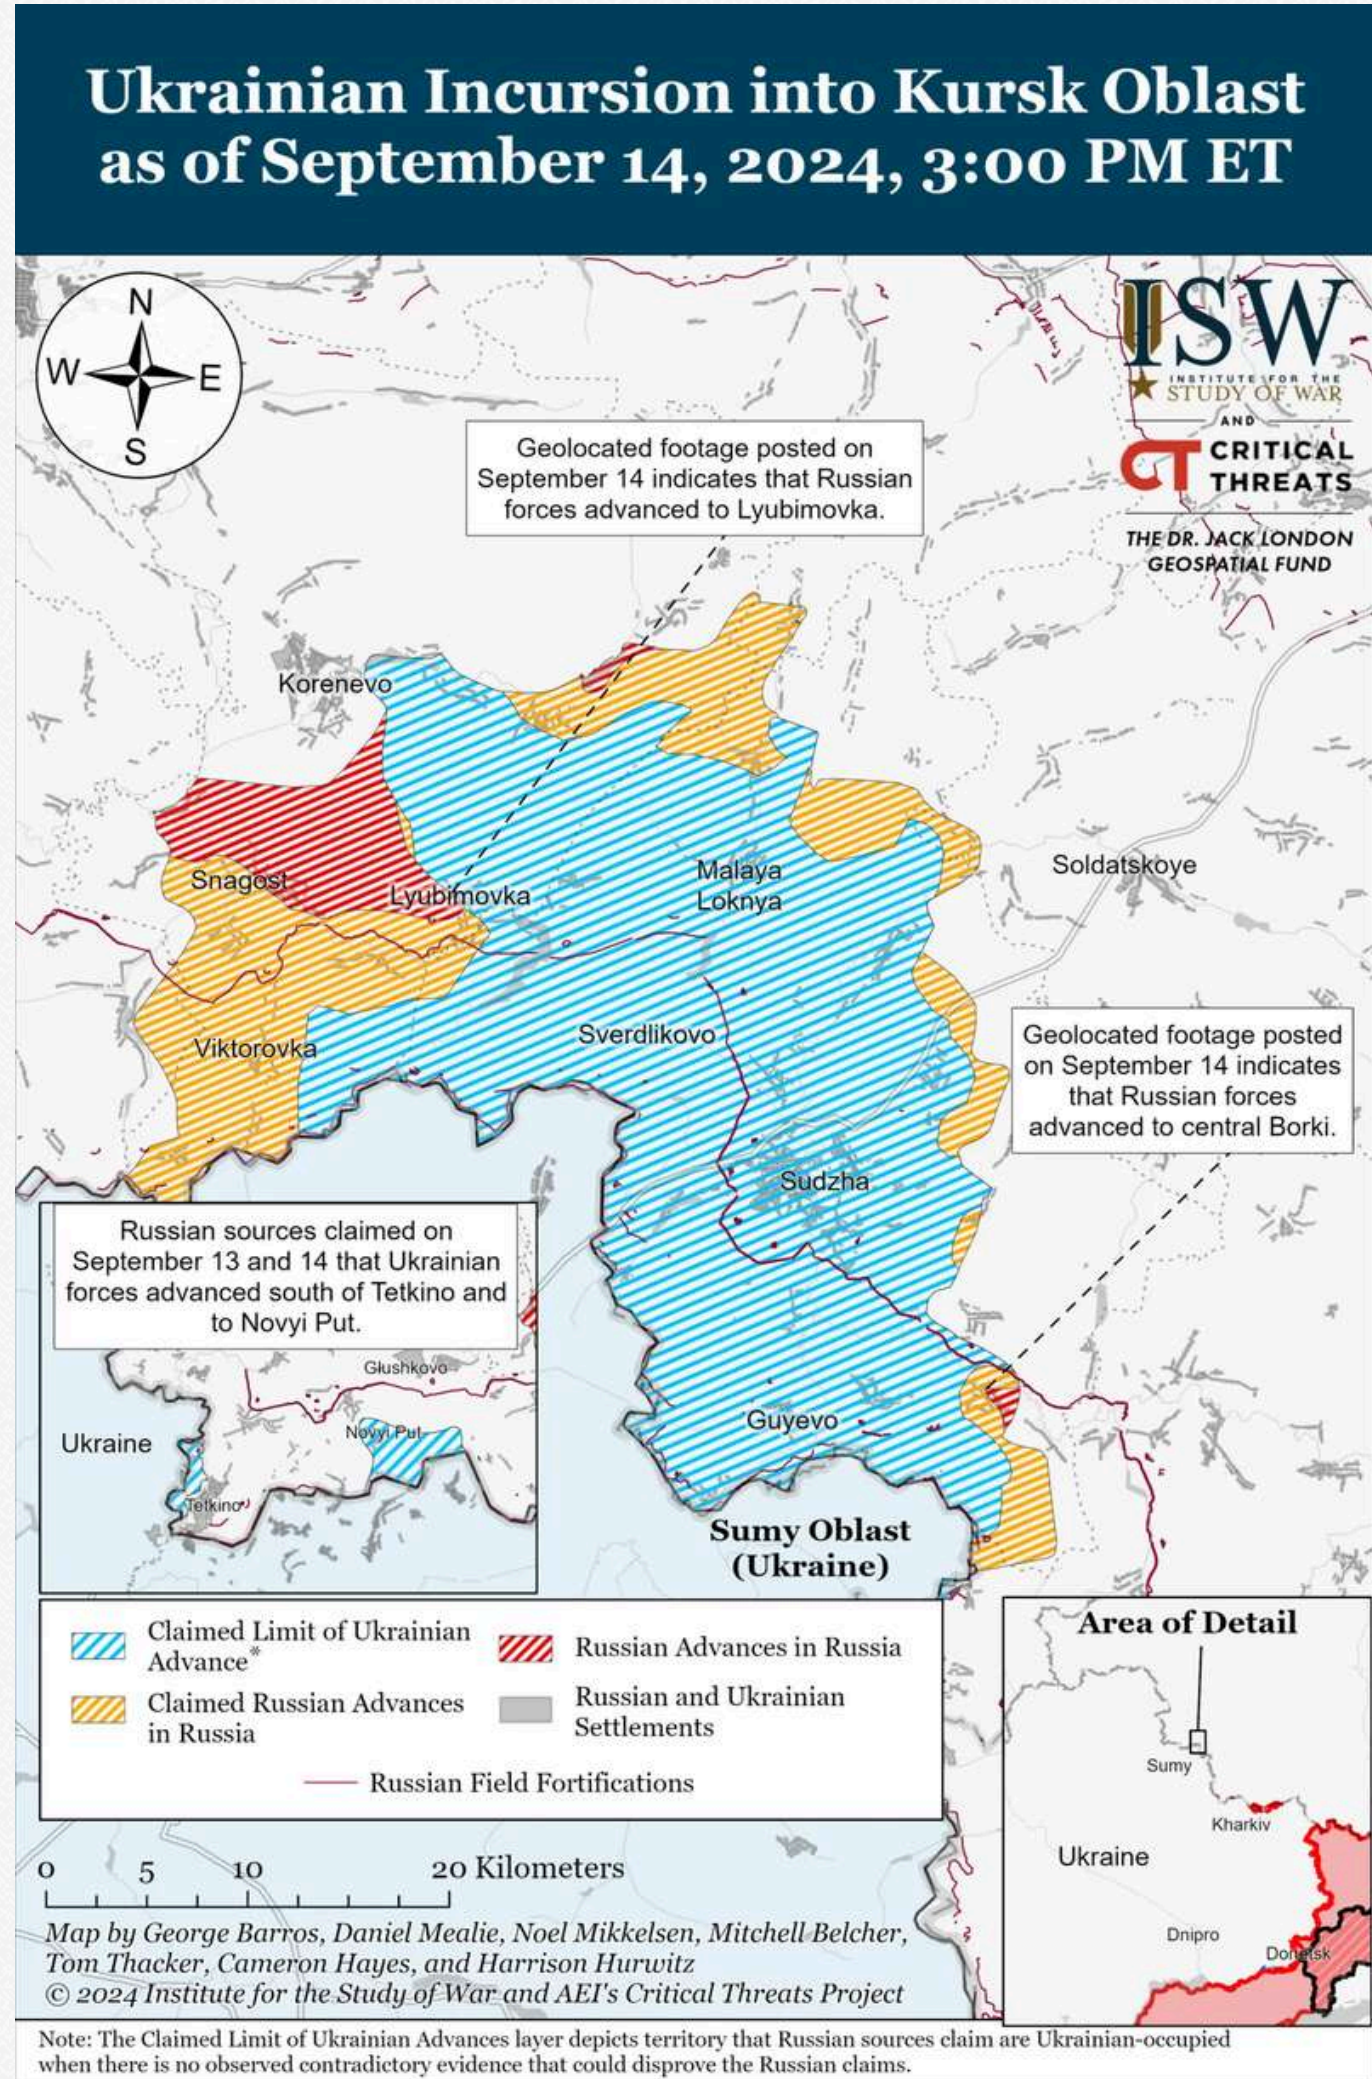 Ukrainian Incursion into Kursk Oblast
as of September 14, 2024, 3:00 PM ET
N
W
E
S
ISW
INSTITUTE FOR THE
STUDY OF WAR
AND
CT CRITICAL
THREATS
THE DR. JACK LONDON
GEOSPATIAL FUND
Geolocated footage posted on
September 14 indicates that Russian
forces advanced to Lyubimovka.
Korenevo
Snagost
Lyubimovka
Malaya
Loknya
Soldatskoye
Viktorovka
Sverdlikovo
Geolocated footage posted
on September 14 indicates
that Russian forces
advanced to central Borki.
Sudzha
Russian sources claimed on
September 13 and 14 that Ukrainian
forces advanced south of Tetkino and
to Novyi Put.
Glushkovo
Novyi Put
Ukraine
Tetkino
Guyevo
Sumy Oblast
(Ukraine)
Claimed Limit of Ukrainian
Advance*
Russian Advances in Russia
Claimed Russian Advances
in Russia
Russian and Ukrainian
Settlements
Russian Field Fortifications
Area of Detail
Sumy
Kharkiv
Ukraine
Dnipro
Donetsk
0 5 10 20 Kilometers
Map by George Barros, Daniel Mealie, Noel Mikkelsen, Mitchell Belcher,
Tom Thacker, Cameron Hayes, and Harrison Hurwitz
© 2024 Institute for the Study of War and AEI's Critical Threats Project
Note: The Claimed Limit of Ukrainian Advances layer depicts territory that Russian sources claim are Ukrainian-occupied
when there is no observed contradictory evidence that could disprove the Russian claims.